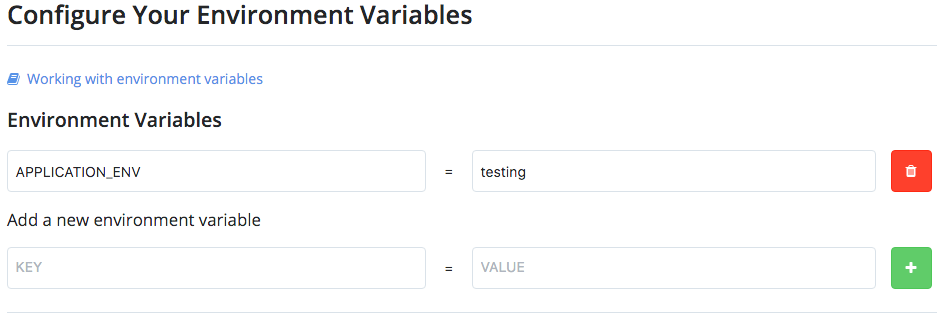 Configure Your Environment Variables
Working with environment variables
Environment Variables
APPLICATION_ENV = testing
Add a new environment variable
KEY = VALUE